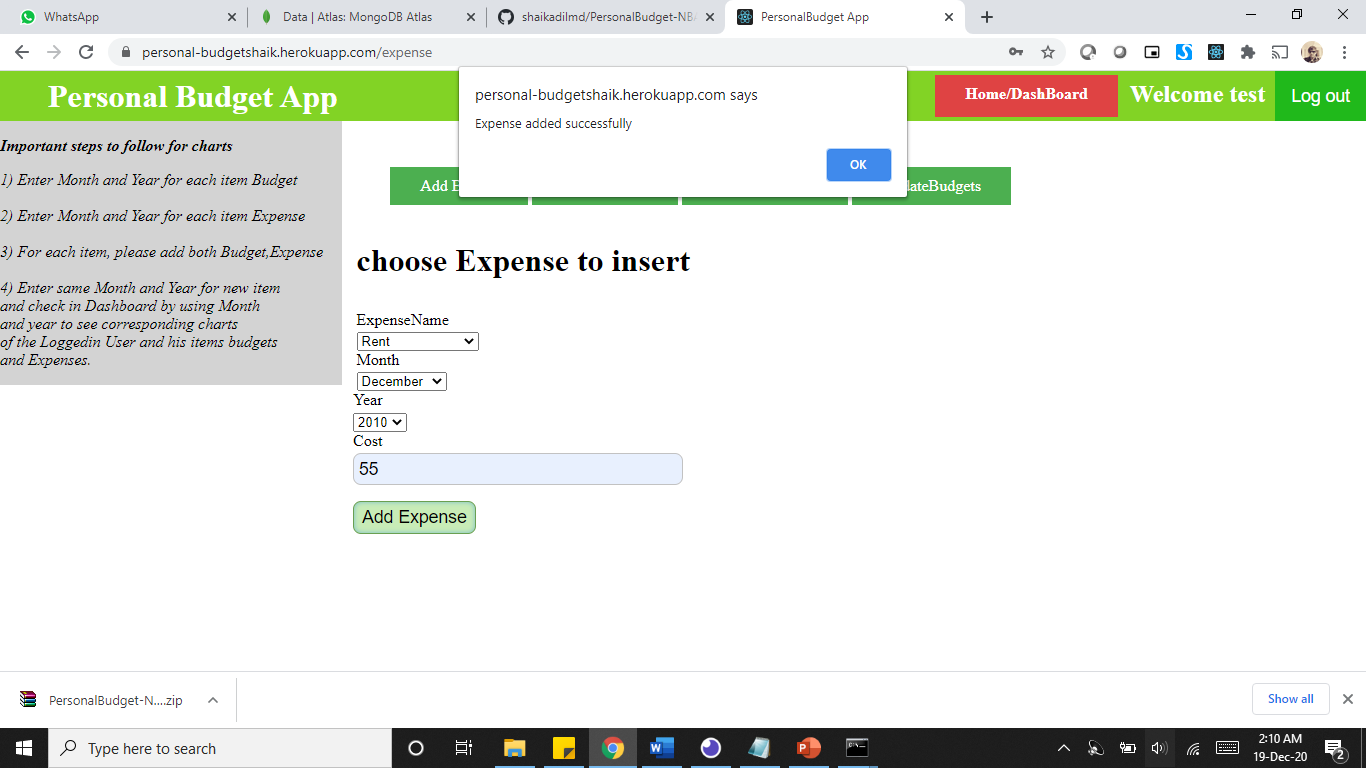 WhatsApp
Data | Atlas: MongoDB Atlas
shaikadilmd/PersonalBudget-NBA
PersonalBudget App
personal-budgetshaik.herokuapp.com/expense
Personal Budget App
Home/DashBoard
Welcome test
Log out
personal-budgetshaik.herokuapp.com says
Expense added successfully
OK
Important steps to follow for charts
1) Enter Month and Year for each item Budget
2) Enter Month and Year for each item Expense
3) For each item, please add both Budget,Expense
4) Enter same Month and Year for new item
and check in Dashboard by using Month
and year to see corresponding charts
of the Loggedin User and his items budgets
and Expenses.
Add E
lateBudgets
choose Expense to insert
ExpenseName
Rent
Month
December
Year
2010
Cost
55
Add Expense
PersonalBudget-N....zip
Show all
Type here to search
2:10 AM
19-Dec-20
2